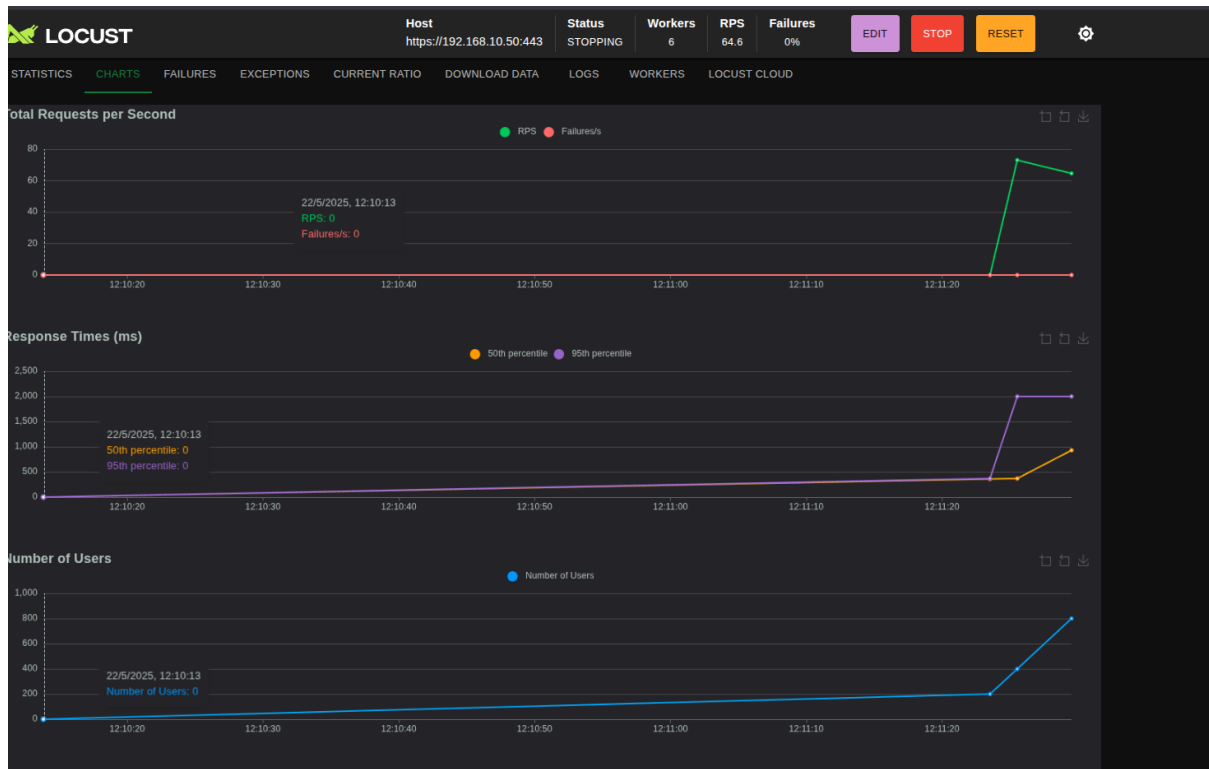 LOCUST
Host Status Workers RPS Failures
https://192.168.10.50:443 STOPPING 6 64.6 0% EDIT STOP RESET
STATISTICS CHARTS FAILURES EXCEPTIONS CURRENT RATIO DOWNLOAD DATA LOGS WORKERS LOCUST CLOUD
Total Requests per Second
RPS Failures/s
80
60
40
20
0
22/5/2025, 12:10:13
RPS: 0
Failures/s: 0
12:10:20 12:10:30 12:10:40 12:10:50 12:11:00 12:11:10 12:11:20
Response Times (ms)
50th percentile 95th percentile
2,500
2,000
1,500
1,000
500
0
22/5/2025, 12:10:13
50th percentile: 0
95th percentile: 0
12:10:20 12:10:30 12:10:40 12:10:50 12:11:00 12:11:10 12:11:20
Number of Users
Number of Users
1,000
800
600
400
200
0
22/5/2025, 12:10:13
Number of Users: 0
12:10:20 12:10:30 12:10:40 12:10:50 12:11:00 12:11:10 12:11:20